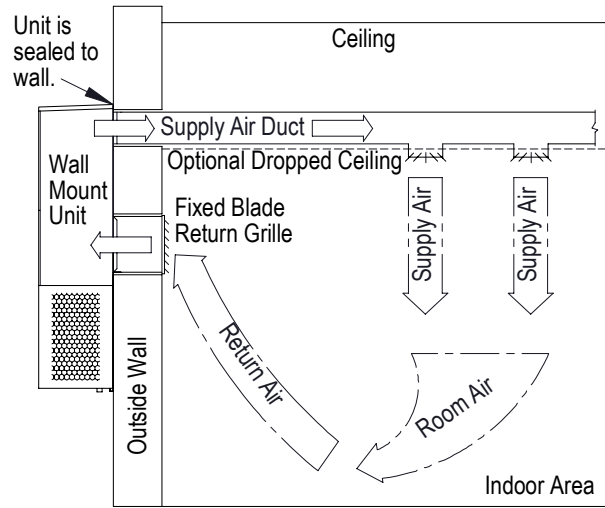 Unit is
sealed to
wall.
Ceiling
Supply Air Duct
Optional Dropped Ceiling
Wall
Mount
Unit
Fixed Blade
Return Grille
Supply Air
Supply Air
Return Air
Room Air
Outside Wall
Indoor Area